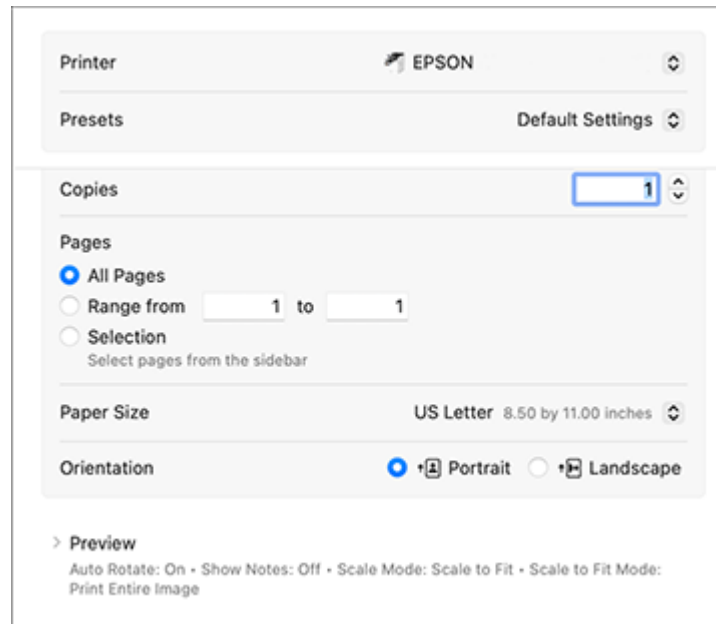 Printer EPSON
Presets Default Settings
Copies 1
Pages
All Pages
Range from 1 to 1
Selection
Select pages from the sidebar
Paper Size US Letter 8.50 by 11.00 inches
Orientation Portrait Landscape
Preview
Auto Rotate: On • Show Notes: Off • Scale Mode: Scale to Fit • Scale to Fit Mode:
Print Entire Image